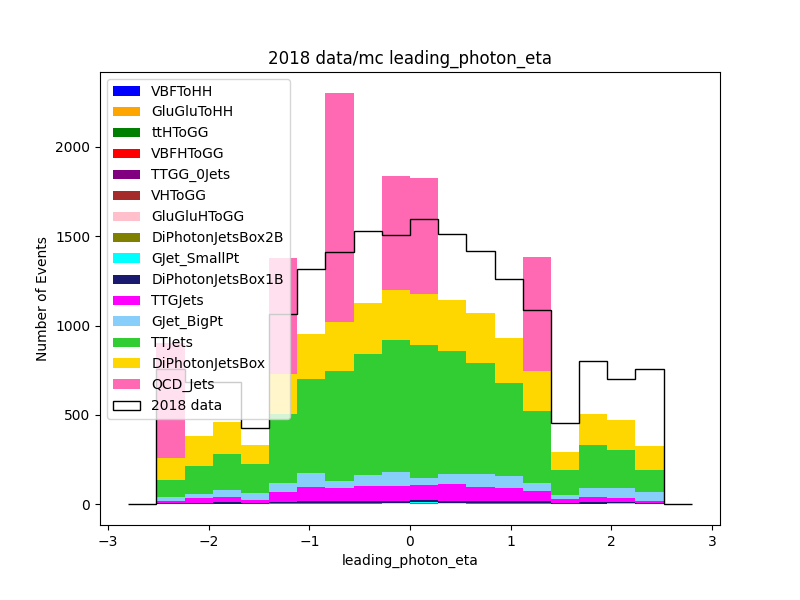 2018 data/mc leading_photon_eta
Number of Events
2000
1500
1000
500
0
VBFToHH
GluGluToHH
ttHToGG
VBFHToGG
TTGG_0Jets
VHToGG
GluGluHToGG
DiPhotonJetsBox2B
GJet_SmallPt
DiPhotonJetsBox1B
TTGJets
GJet_BigPt
TTJets
DiPhotonJetsBox
QCD_Jets
2018 data
−3 −2 −1 0 1 2 3
leading_photon_eta